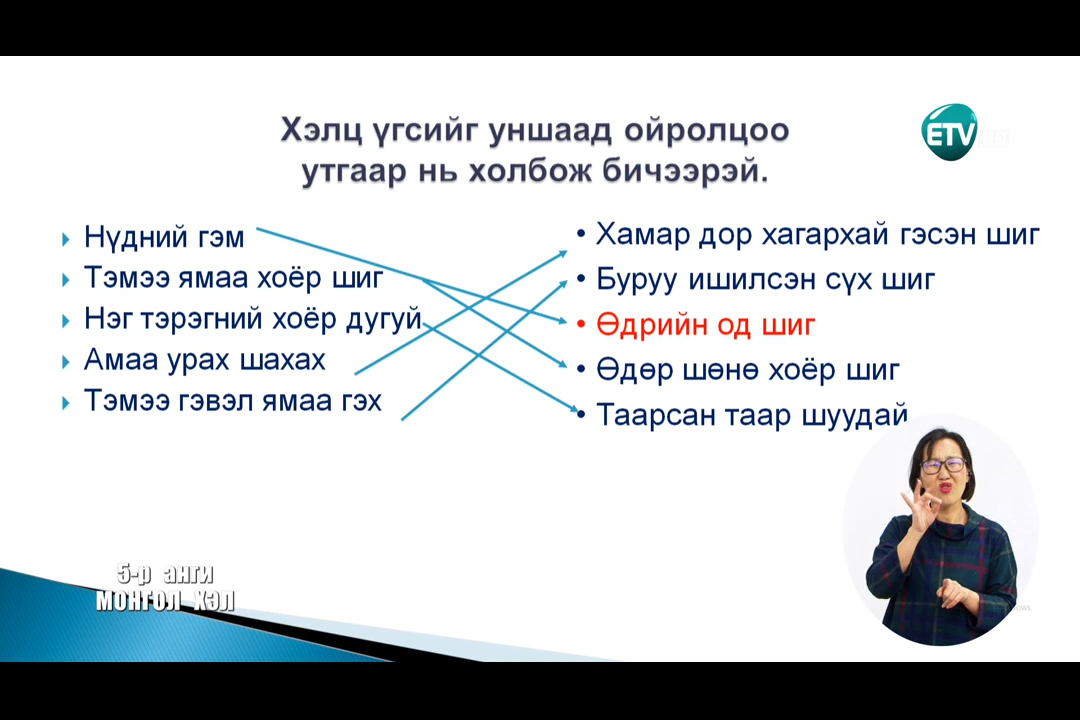 Хэлц үгсийг уншаад ойролцоо
утгаар нь холбож бичээрэй.
ETV
Нүдний гэм
Тэмээ ямаа хоёр шиг
Нэг тэрэгний хоёр дугуй
Амаа урах шахах
Тэмээ гэвэл ямаа гэх
• Хамар дор хагархай гэсэн шиг
• Буруу ишилсэн сүх шиг
• Өдрийн од шиг
• Өдөр шөнө хоёр шиг
• Таарсан таар шуудай
5-р анги
МОНГОЛ ХЭЛ